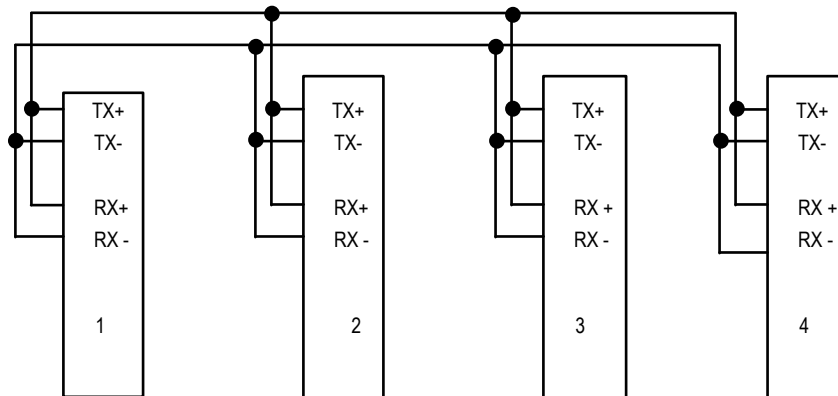 TX+ TX+ TX+ TX+
TX- TX- TX- TX-
RX+ RX+ RX + RX +
RX - RX - RX - RX -
1 2 3 4